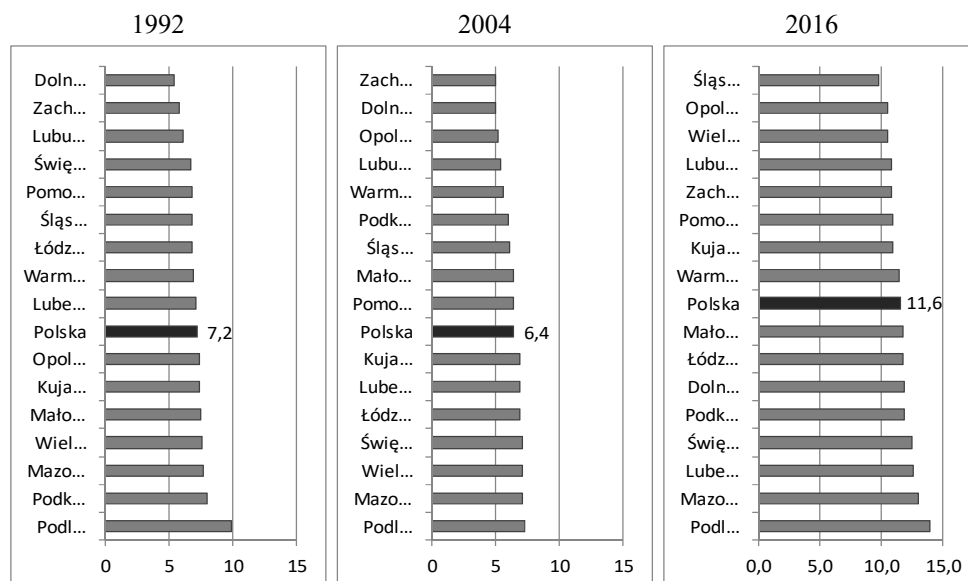 1992
Doln...
Zach...
Lubu...
Świę...
Pomo...
Śląs...
Łódz...
Warm...
Lube...
Polska 7,2
Opol...
Kuja...
Mało...
Wiel...
Mazo...
Podk...
Podl...
0 5 10 15
2004
Zach...
Doln...
Opol...
Lubu...
Warm...
Podk...
Śląs...
Mało...
Pomo...
Polska 6,4
Kuja...
Lube...
Łódz...
Świę...
Wiel...
Mazo...
Podl...
0 5 10 15
2016
Śląs...
Opol...
Wiel...
Lubu...
Zach...
Pomo...
Kuja...
Warm...
Polska 11,6
Mało...
Łódz...
Doln...
Podk...
Świę...
Lube...
Mazo...
Podl...
0,0 5,0 10,0 15,0